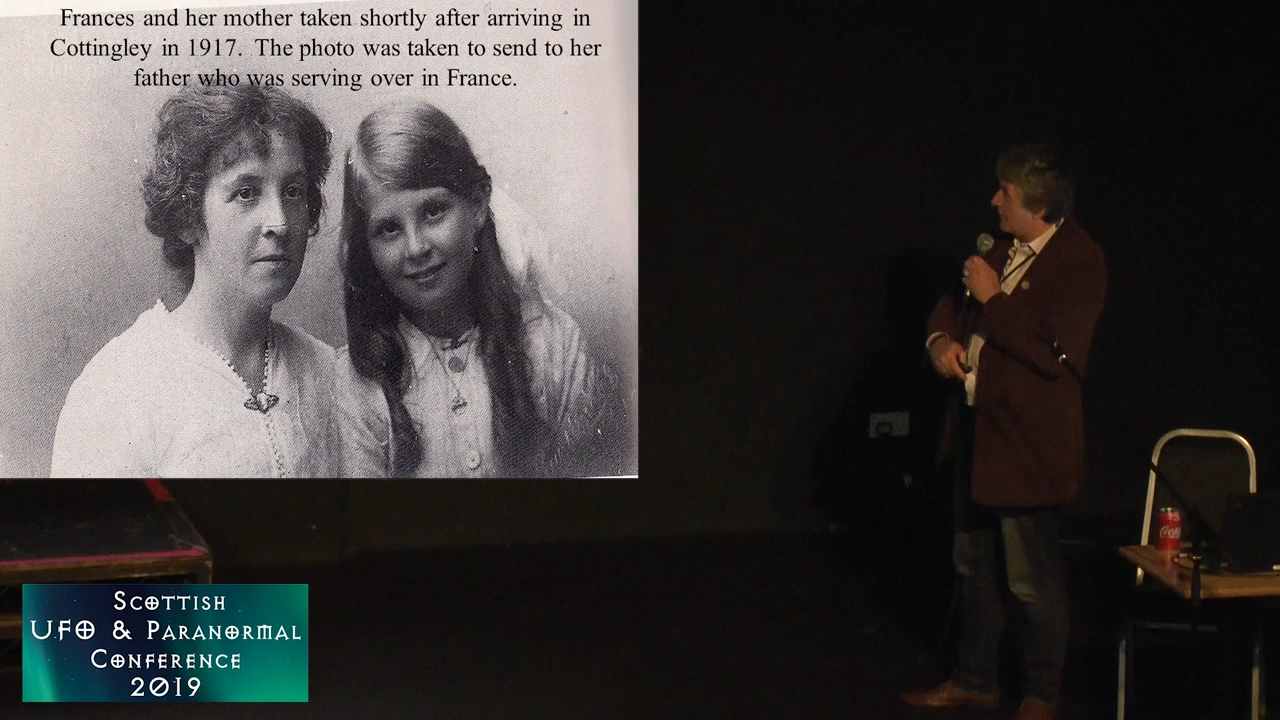 Frances and her mother taken shortly after arriving in
Cottingley in 1917. The photo was taken to send to her
father who was serving over in France.
Scottish
UFO & Paranormal
Conference
2019